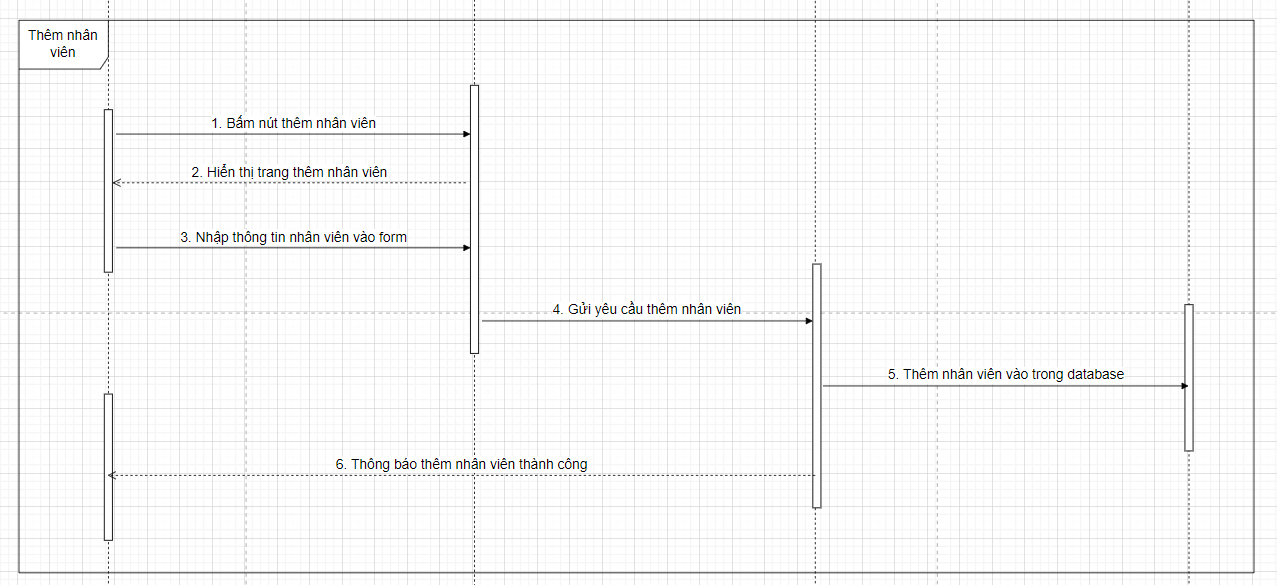 Thêm nhân
viên
1. Bấm nút thêm nhân viên
2. Hiển thị trang thêm nhân viên
3. Nhập thông tin nhân viên vào form
4. Gửi yêu cầu thêm nhân viên
5. Thêm nhân viên vào trong database
6. Thông báo thêm nhân viên thành công